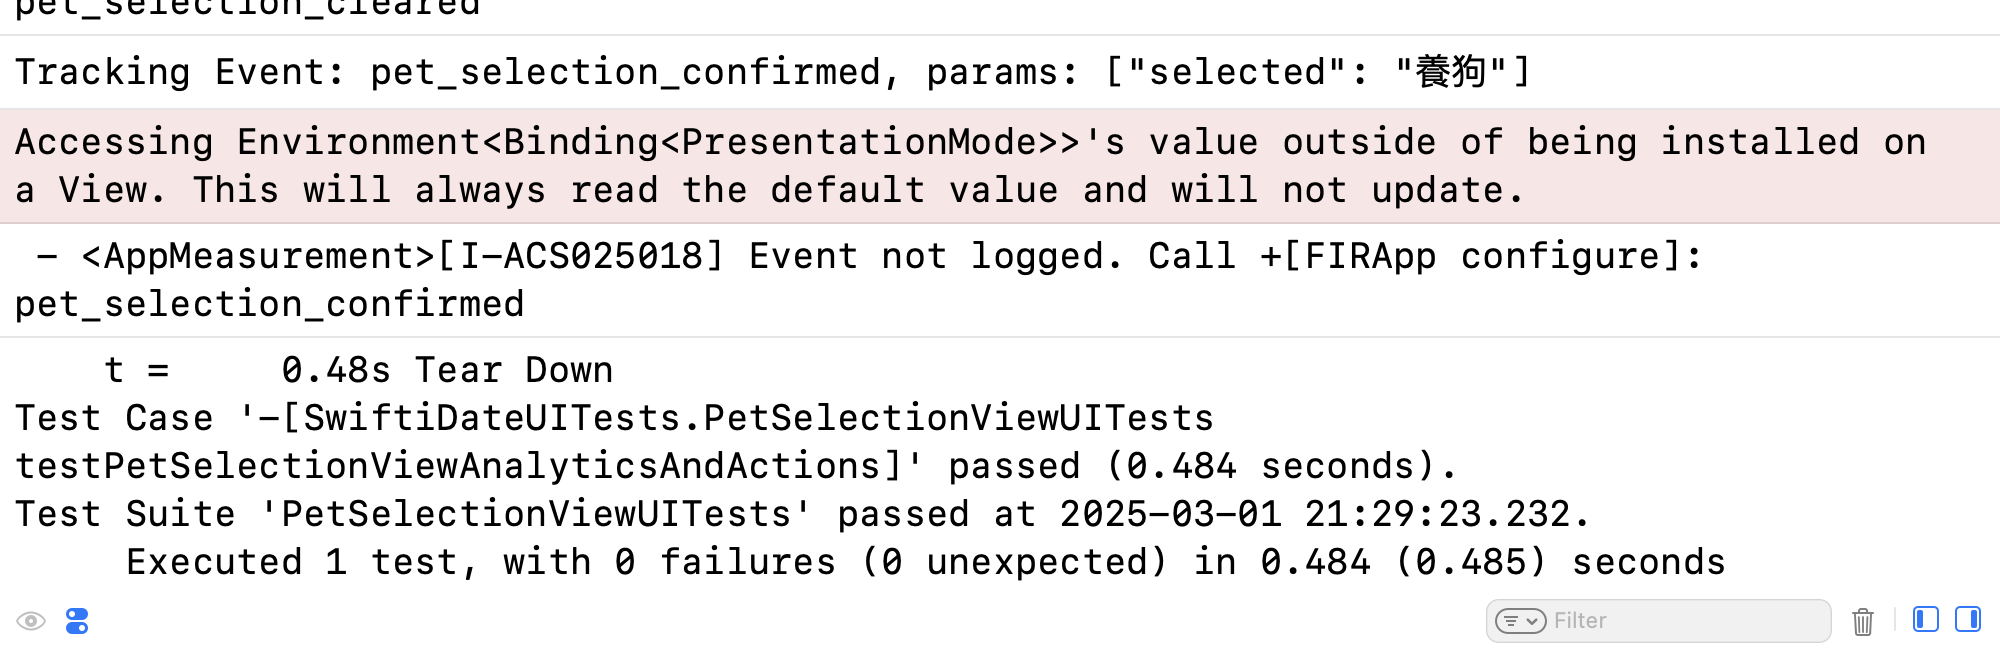 pet_selection_cleared
Tracking Event: pet_selection_confirmed, params: ["selected": "養狗"]
Accessing Environment<Binding<PresentationMode>>'s value outside of being installed on
a View. This will always read the default value and will not update.
 - <AppMeasurement>[I-ACS025018] Event not logged. Call +[FIRApp configure]:
pet_selection_confirmed
    t =     0.48s Tear Down
Test Case '-[SwiftiDateUITests.PetSelectionViewUITests
testPetSelectionViewAnalyticsAndActions]' passed (0.484 seconds).
Test Suite 'PetSelectionViewUITests' passed at 2025-03-01 21:29:23.232.
     Executed 1 test, with 0 failures (0 unexpected) in 0.484 (0.485) seconds
Filter